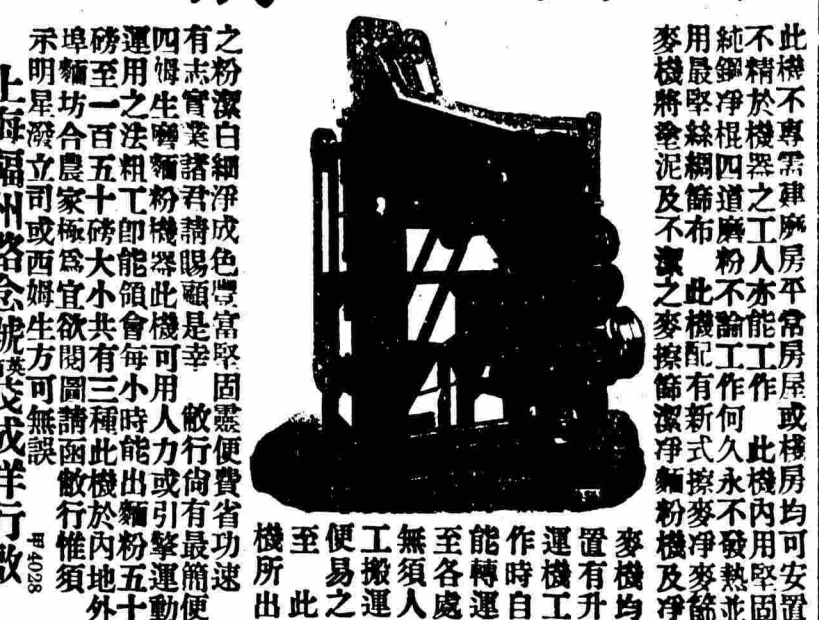 此機不專需建廠房平常房屋或棧房均可安置
不精於機器之工人亦能工作 此機內用堅固
純鋼凈棍四道磨粉不論工作何久永不發熱並
用最堅絲綢篩布 此機配有新式擦麥凈麥篩
麥機將塗泥及不潔之麥擦篩潔凈麵粉機及凈
麥機均
置有升
運機工
作時自
能轉運
至各處
無須人
工搬運
便易之
至 此
機所出
之粉潔白細淨成色豐富堅固靈便費省功速
有志實業諸君請賜顧是幸 敝行尙有最簡便
四姆生磨麵粉機器此機可用人力或引擎運動
運用之法粗工卽能領會每小時能出麵粉五十
磅至一百五十磅大小共有三種此機於內地外
埠麵坊合農家極爲宜欲閱圖請函敝行惟須
示明星潑立司或西姆生方可無誤
甲4028
上海福州路念號英茂成洋行啟